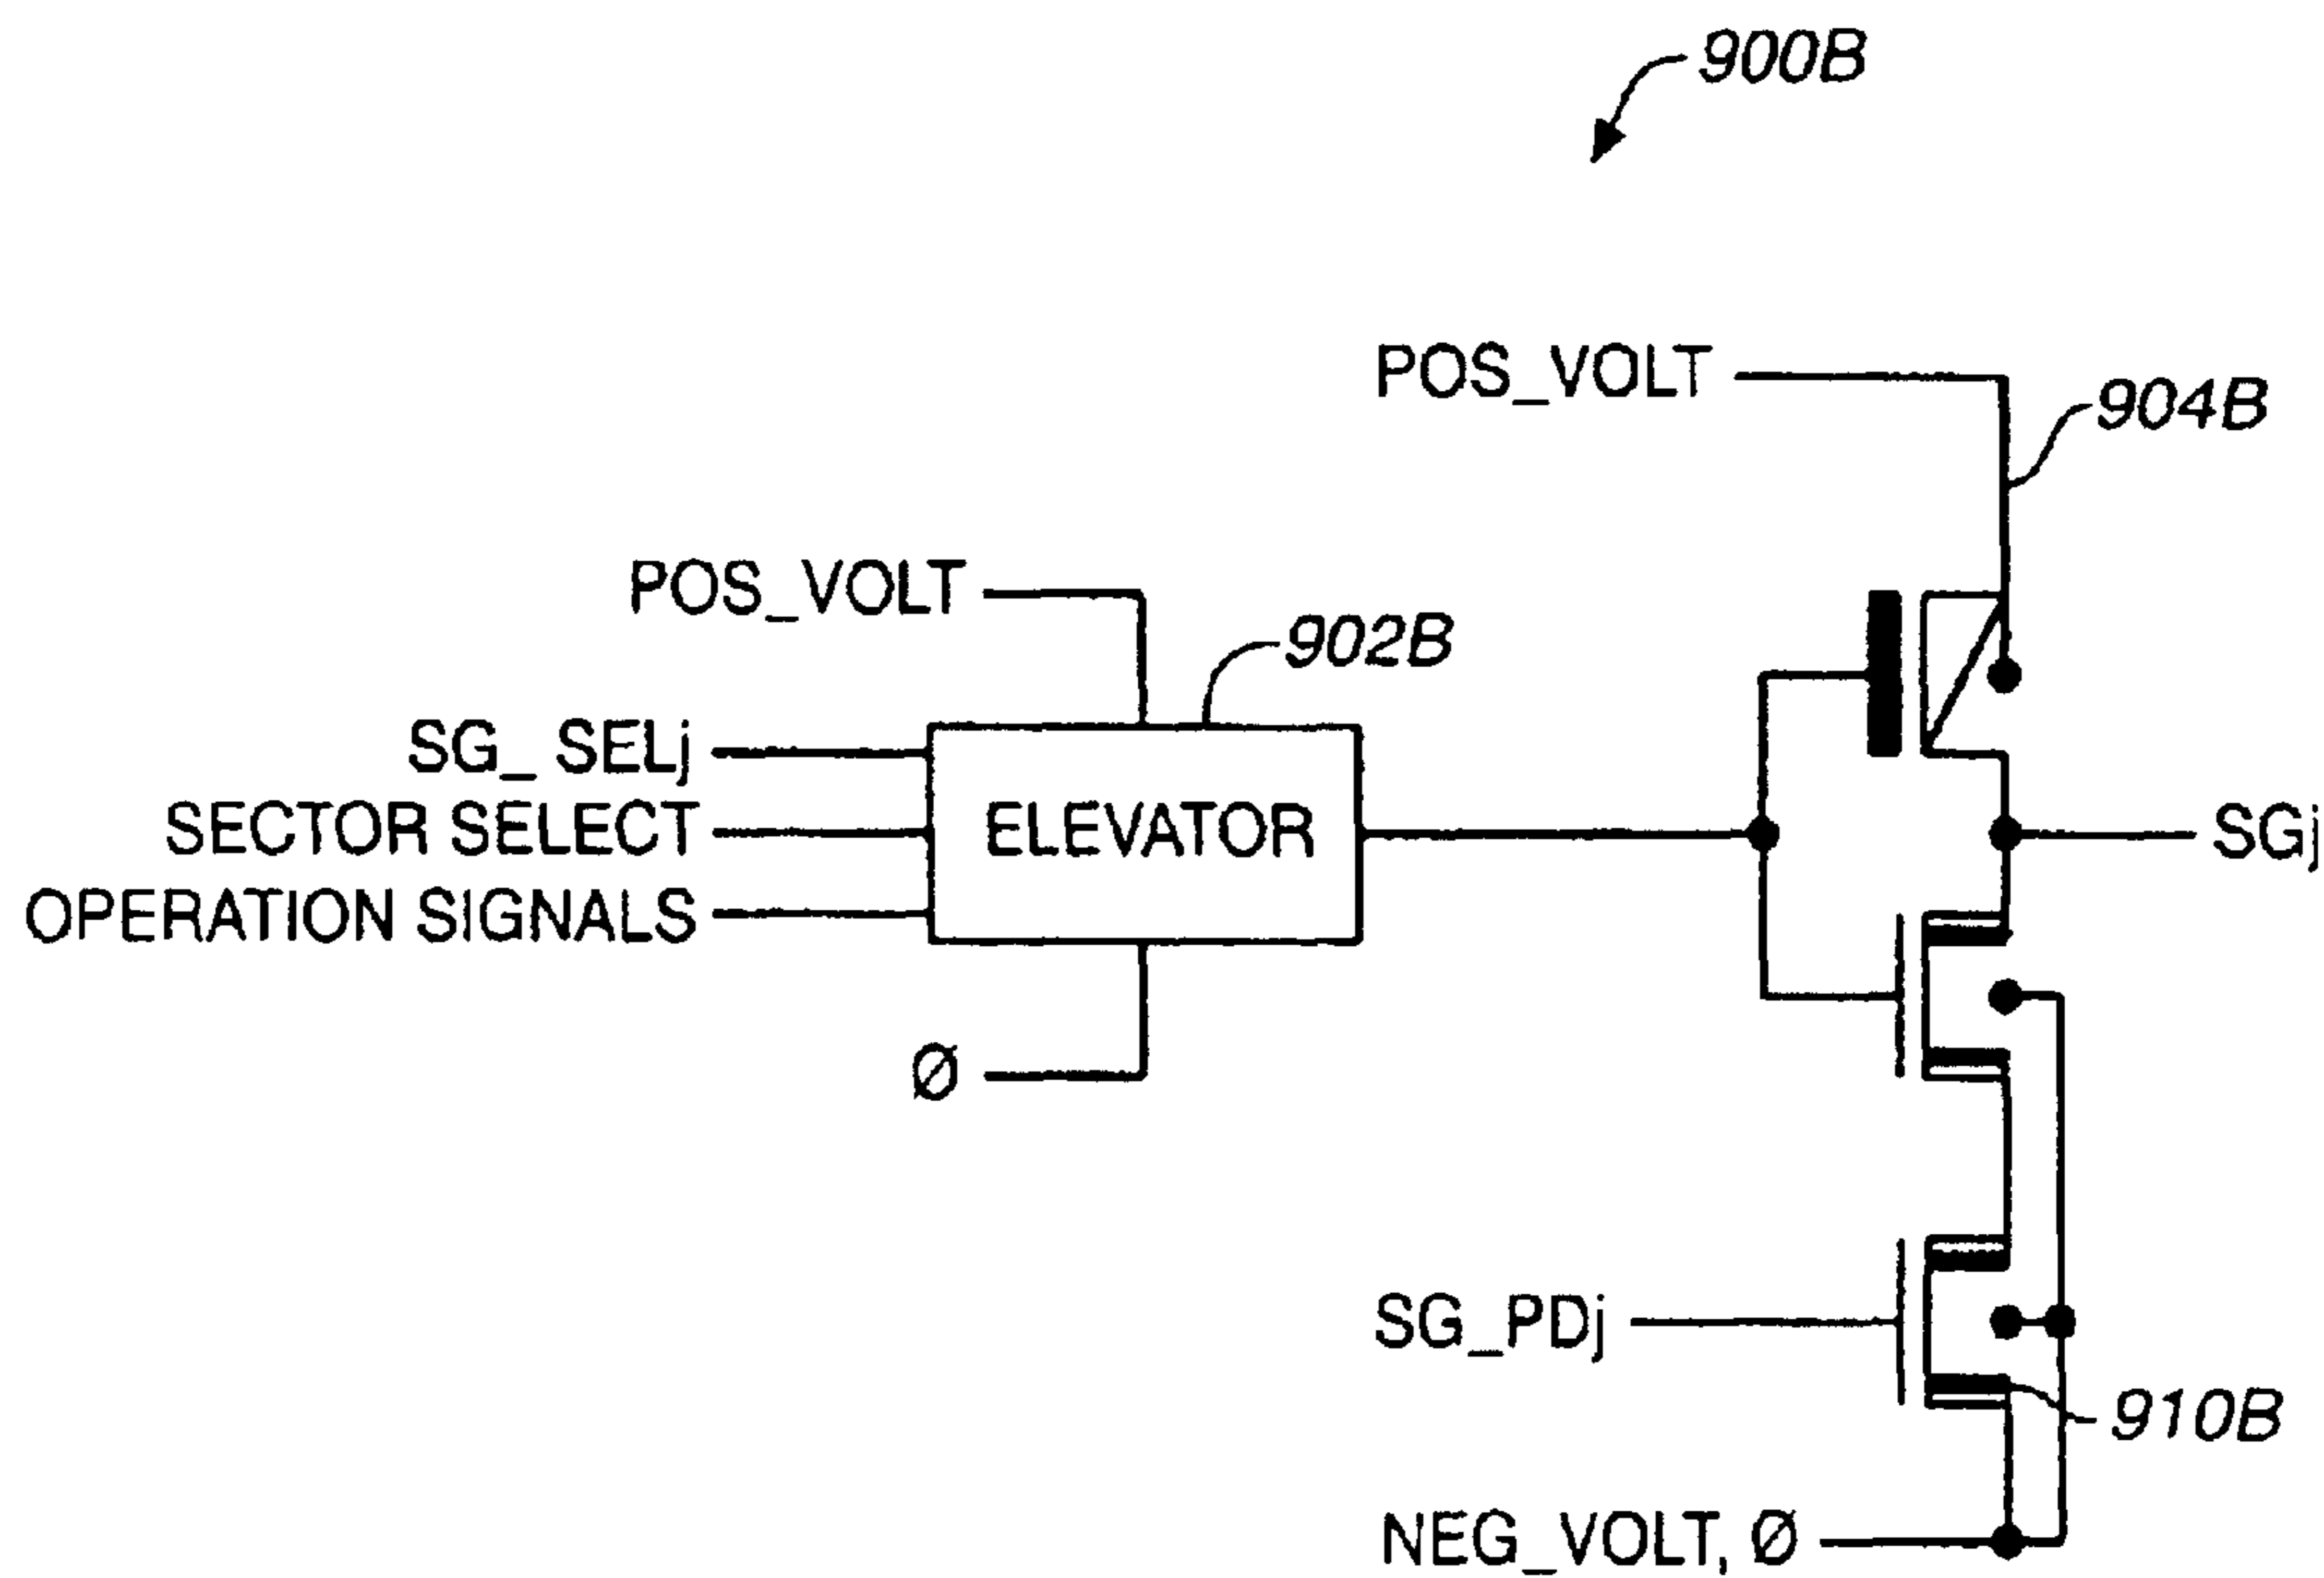 900B
POS_VOLT
904B
POS_VOLT
902B
SG_ SELj
SECTOR SELECT
OPERATION SIGNALS
ELEVATOR
SGj
Ø
SG_PDj
910B
NEG_VOLT, Ø